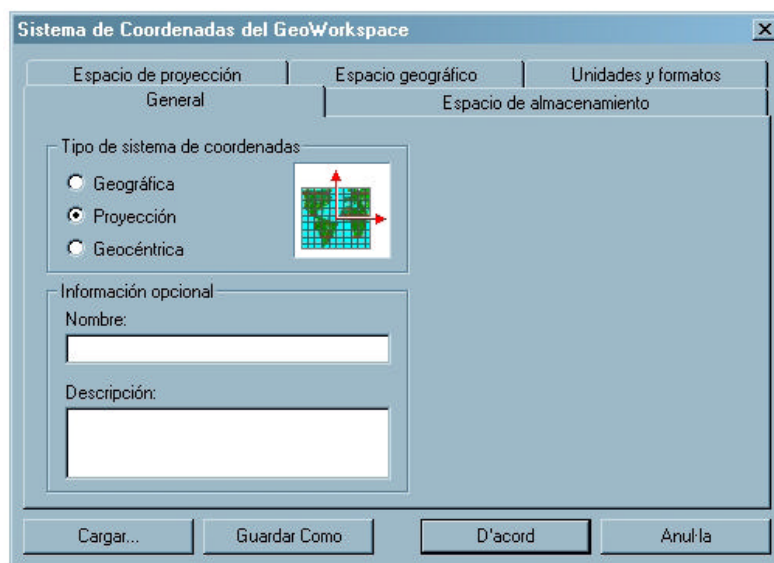 Sistema de Coordenadas del GeoWorkspace
Espacio de proyección Espacio geográfico Unidades y formatos
General Espacio de almacenamiento
Tipo de sistema de coordenadas
Geográfica
Proyección
Geocéntrica
Información opcional
Nombre:
Descripción:
Cargar... Guardar Como D'acord Anul·la